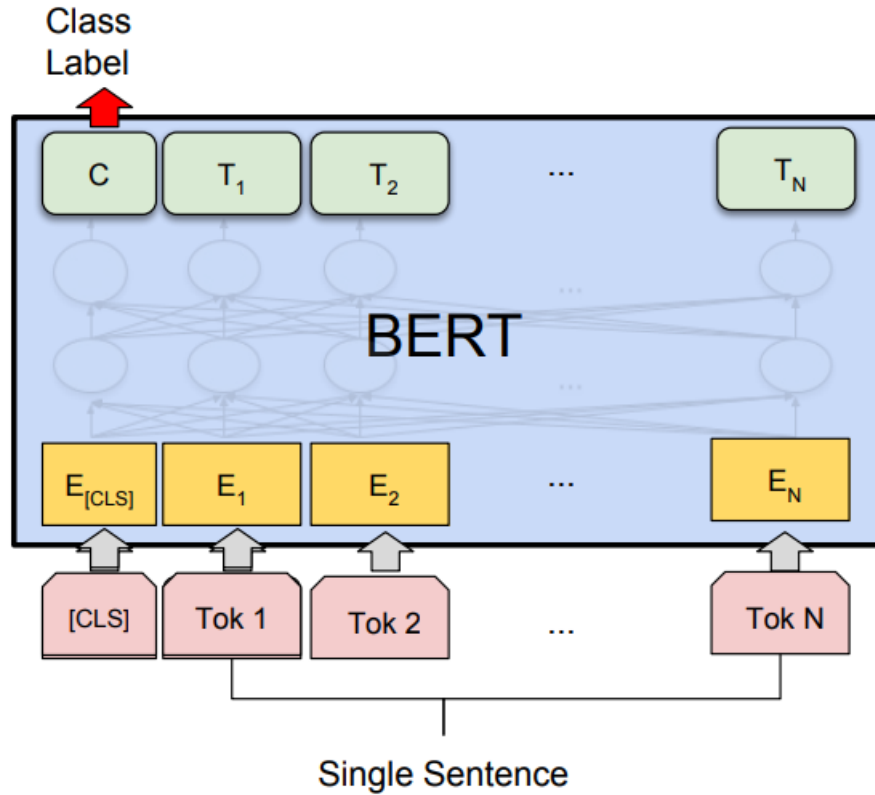 Class
Label
C T1 T2 ... TN
...
BERT
...
E[CLS] E1 E2 ... EN
[CLS] Tok 1 Tok 2 ... Tok N
Single Sentence